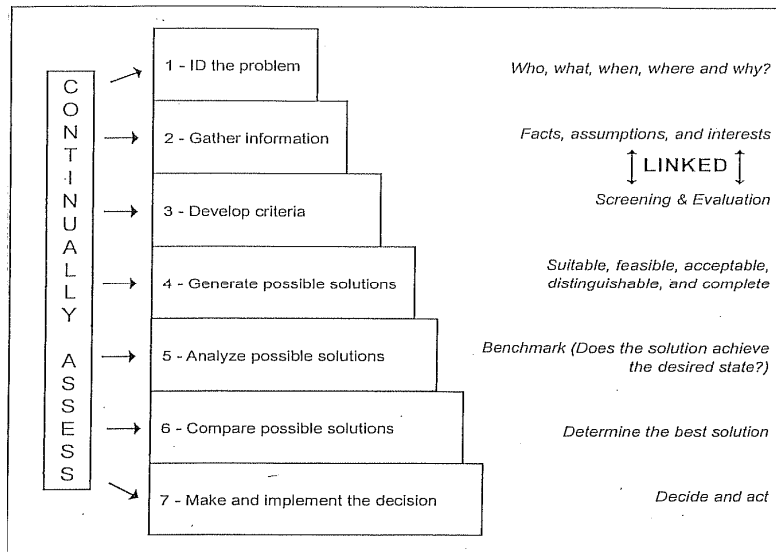 CONTINUALLY ASSESS
1 - ID the problem
Who, what, when, where and why?
2 - Gather information
Facts, assumptions, and interests
LINKED
3 - Develop criteria
Screening & Evaluation
4 - Generate possible solutions
Suitable, feasible, acceptable,
distinguishable, and complete
5 - Analyze possible solutions
Benchmark (Does the solution achieve
the desired state?)
6 - Compare possible solutions
Determine the best solution
7 - Make and implement the decision
Decide and act